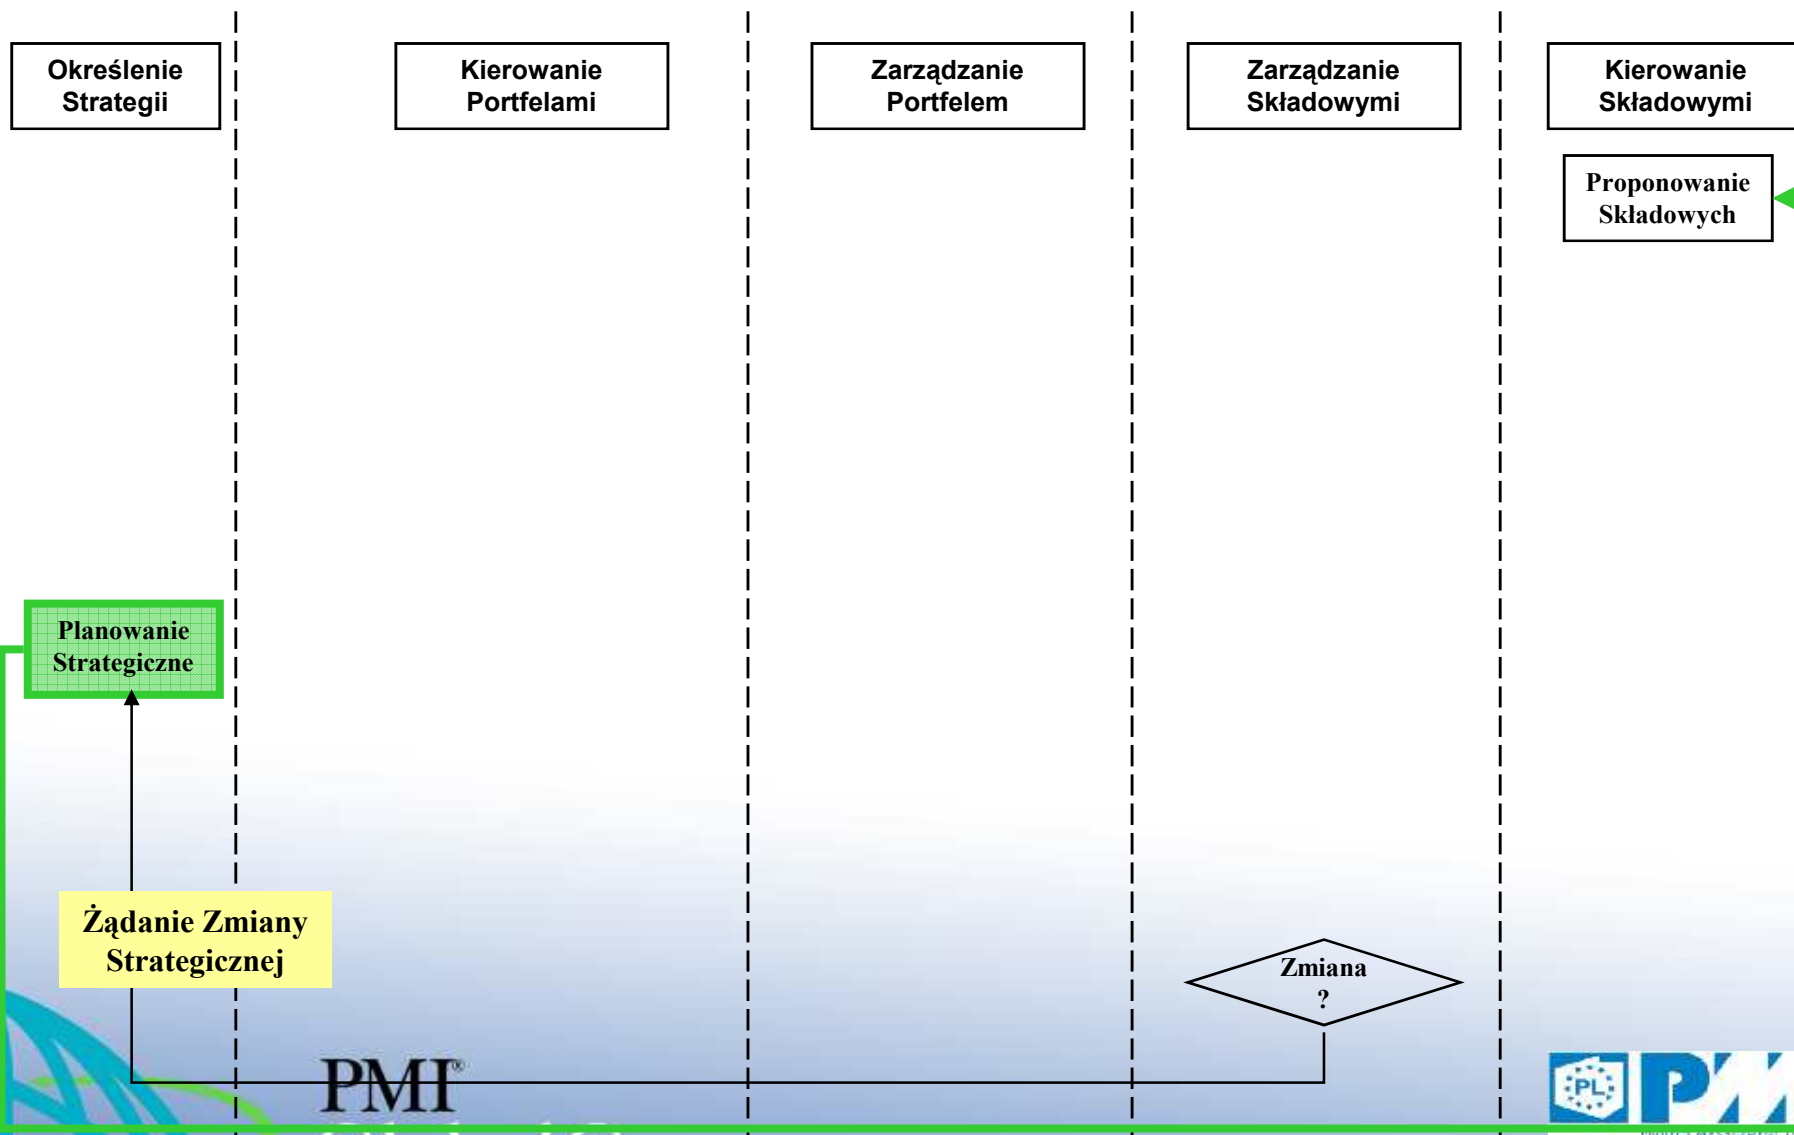 Określenie
Strategii
Kierowanie
Portfelami
Zarządzanie
Portfelem
Zarządzanie
Składowymi
Kierowanie
Składowymi
Proponowanie
Składowych
Planowanie
Strategiczne
Żądanie Zmiany
Strategicznej
Zmiana
?
PMI®
PL
PM